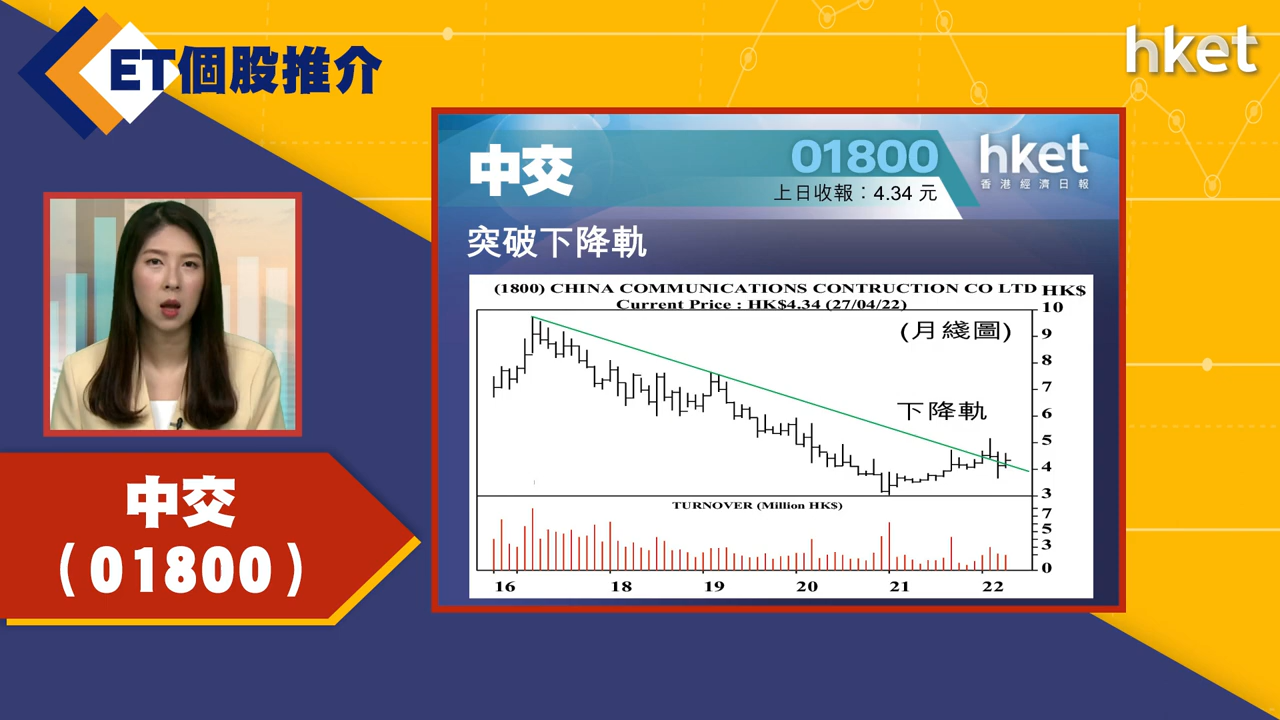 ET個股推介
hket
中交
01800
hket
香港經濟日報
上日收報：4.34 元
突破下降軌
(1800) CHINA COMMUNICATIONS CONTRUCTION CO LTD HK$
Current Price : HK$4.34 (27/04/22)
(月綫圖)
下降軌
10
9
8
7
6
5
4
3
TURNOVER (Million HK$)
7
5
3
0
16 18 19 20 21 22
中交
（01800）